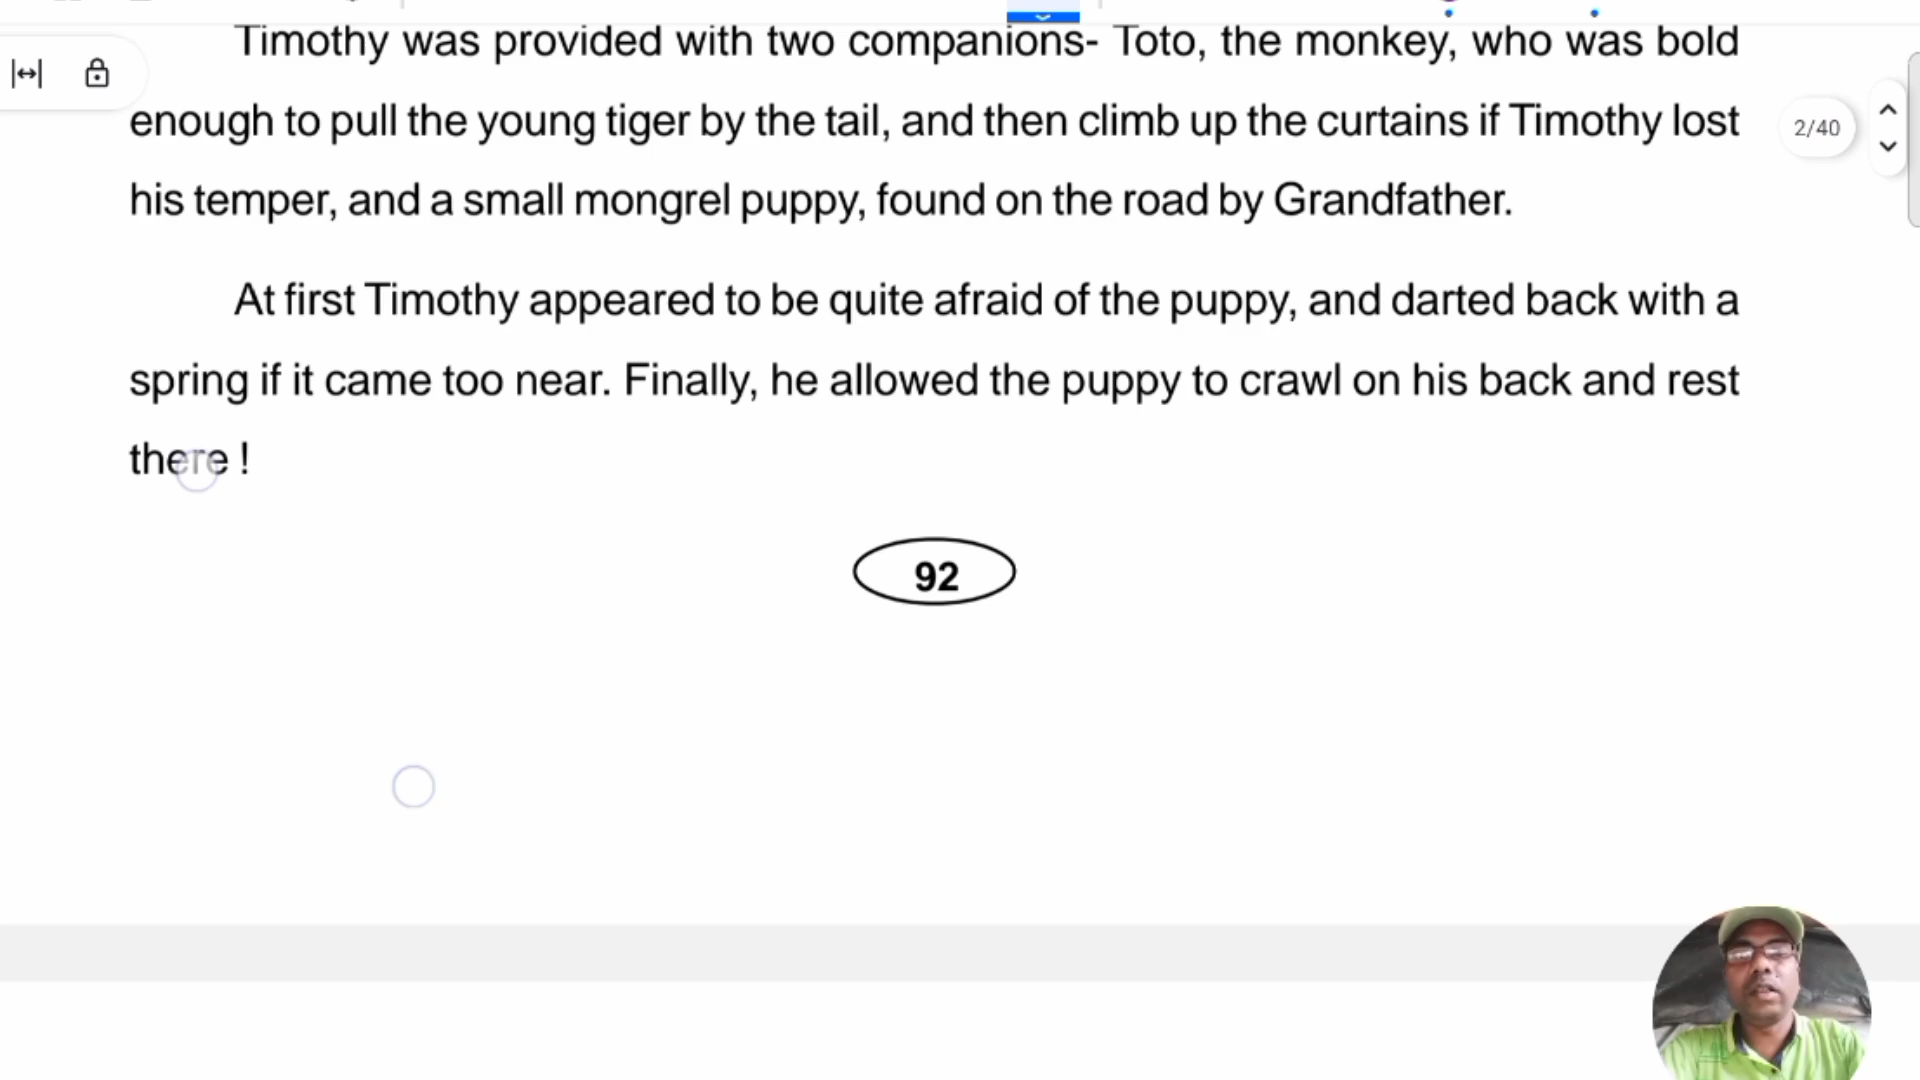 Timothy was provided with two companions- Toto, the monkey, who was bold
enough to pull the young tiger by the tail, and then climb up the curtains if Timothy lost
2/40
his temper, and a small mongrel puppy, found on the road by Grandfather.
At first Timothy appeared to be quite afraid of the puppy, and darted back with a
spring if it came too near. Finally, he allowed the puppy to crawl on his back and rest
there !
92